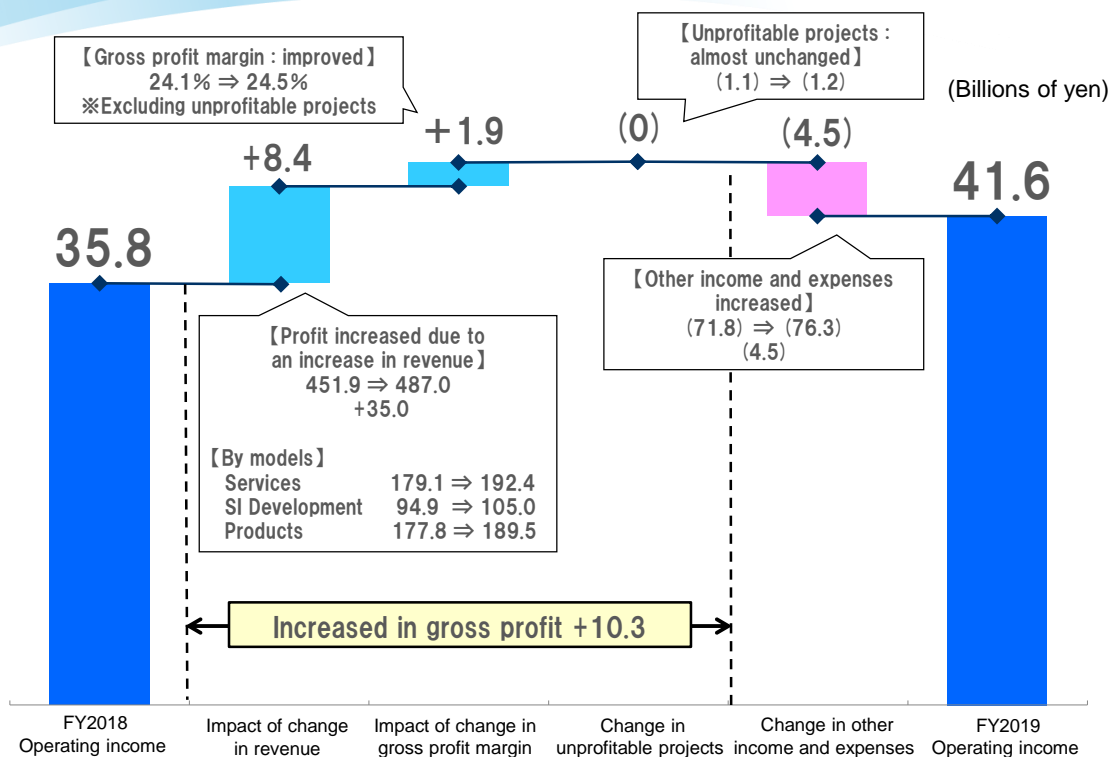 【Gross profit margin : improved】
24.1% ⇒ 24.5%
※Excluding unprofitable projects
【Unprofitable projects :
almost unchanged】
(1.1) ⇒ (1.2)
(Billions of yen)
35.8
+8.4
+1.9
(0)
(4.5)
41.6
【Profit increased due to
an increase in revenue】
451.9 ⇒ 487.0
+35.0
【By models】
Services 179.1 ⇒ 192.4
SI Development 94.9 ⇒ 105.0
Products 177.8 ⇒ 189.5
【Other income and expenses
increased】
(71.8) ⇒ (76.3)
(4.5)
Increased in gross profit +10.3
FY2018
Operating income
Impact of change
in revenue
Impact of change in
gross profit margin
Change in
unprofitable projects
Change in other
income and expenses
FY2019
Operating income